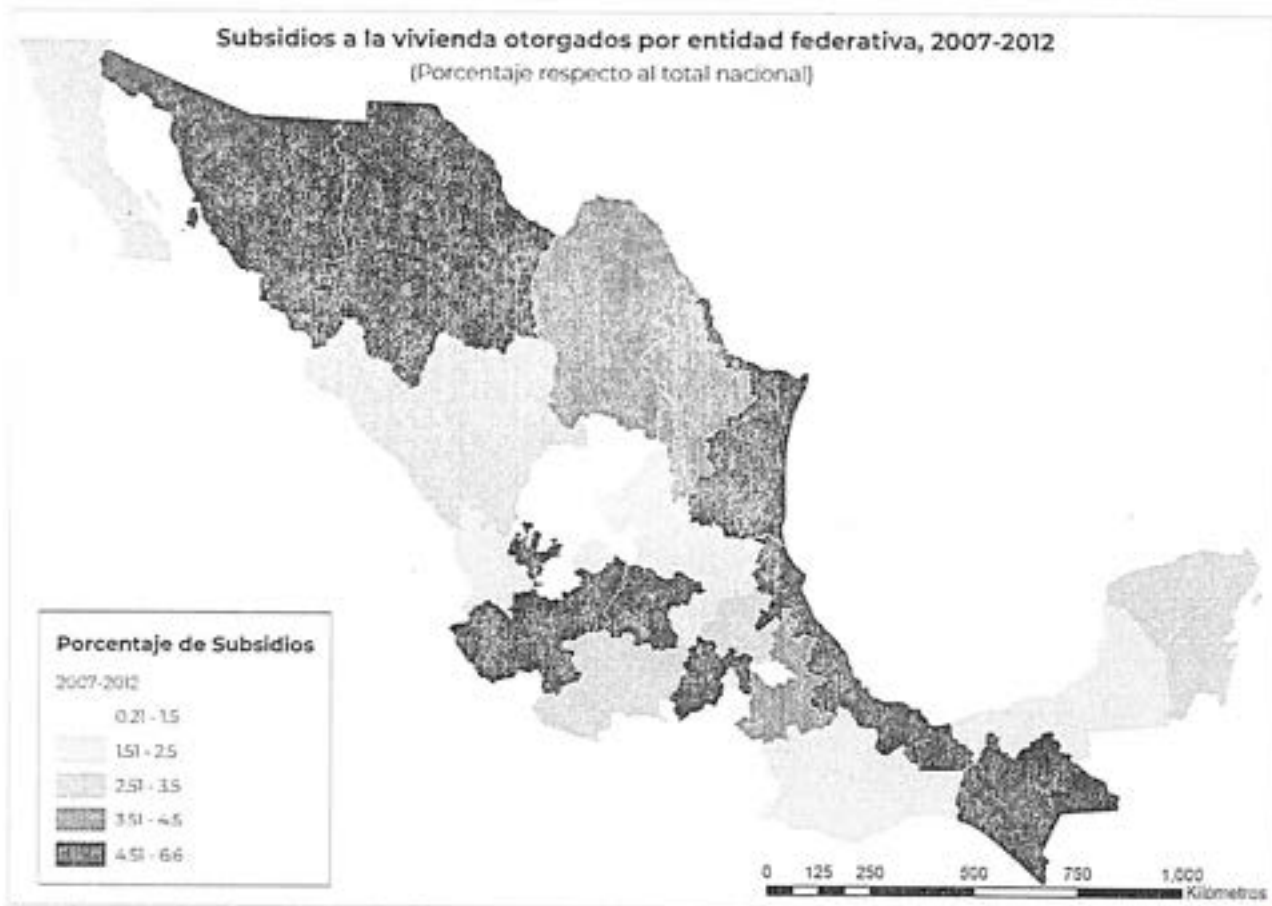 Subsidios a la vivienda otorgados por entidad federativa, 2007-2012
(Porcentaje respecto al total nacional)
Porcentaje de Subsidios
2007-2012
0.21 - 1.5
1.51 - 2.5
2.51 - 3.5
3.51 - 4.5
4.51 - 6.6
0 125 250 500 750 1,000
Kilómetros